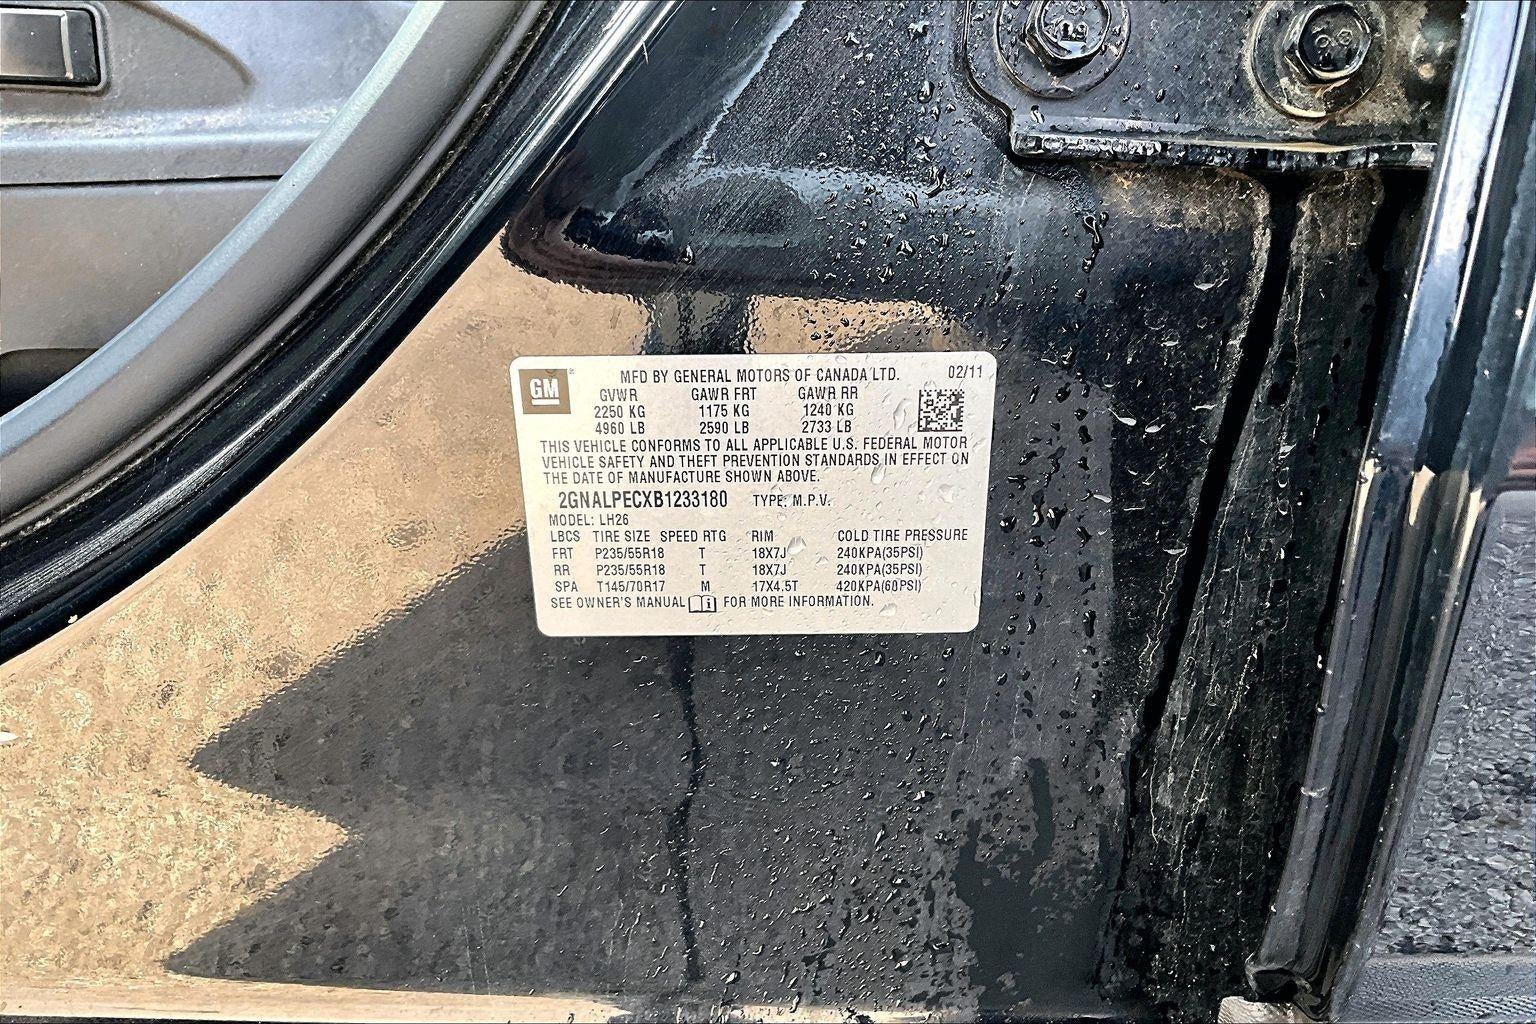 GM
MFD BY GENERAL MOTORS OF CANADA LTD. 02/11
GVWR GAWR FRT GAWR RR
2250 KG 1175 KG 1240 KG
4960 LB 2590 LB 2733 LB
THIS VEHICLE CONFORMS TO ALL APPLICABLE U.S. FEDERAL MOTOR
VEHICLE SAFETY AND THEFT PREVENTION STANDARDS IN EFFECT ON
THE DATE OF MANUFACTURE SHOWN ABOVE.
2GNALPECXB1233180 TYPE: M.P.V.
MODEL: LH26
LBCS TIRE SIZE SPEED RTG RIM COLD TIRE PRESSURE
FRT P235/55R18 T 18X7J 240KPA(35PSI)
RR P235/55R18 T 18X7J 240KPA(35PSI)
SPA T145/70R17 M 17X4.5T 420KPA(60PSI)
SEE OWNER'S MANUAL i FOR MORE INFORMATION.